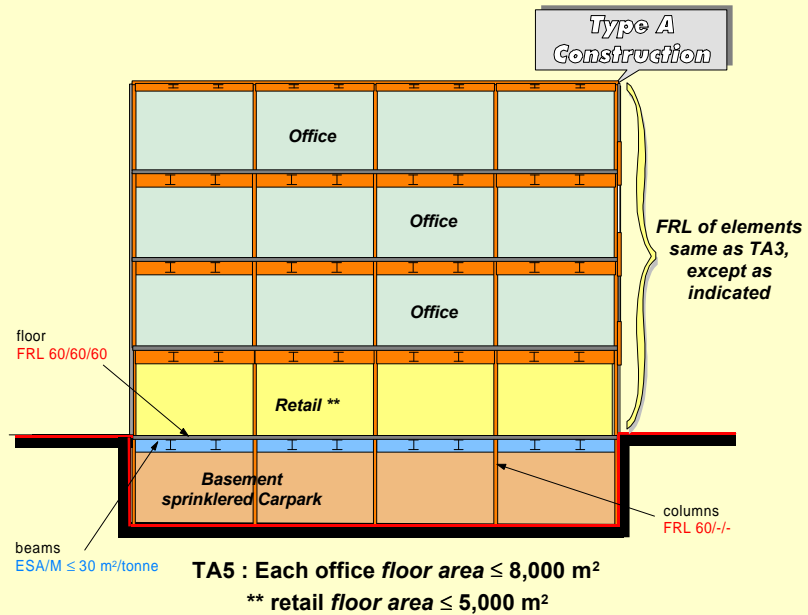 Type A
Construction
Office
Office
FRL of elements
same as TA3,
except as
indicated
Office
floor
FRL 60/60/60
Retail **
Basement
sprinklered Carpark
columns
FRL 60/-/-
beams
ESA/M ≤ 30 m²/tonne
TA5 : Each office floor area ≤ 8,000 m²
** retail floor area ≤ 5,000 m²